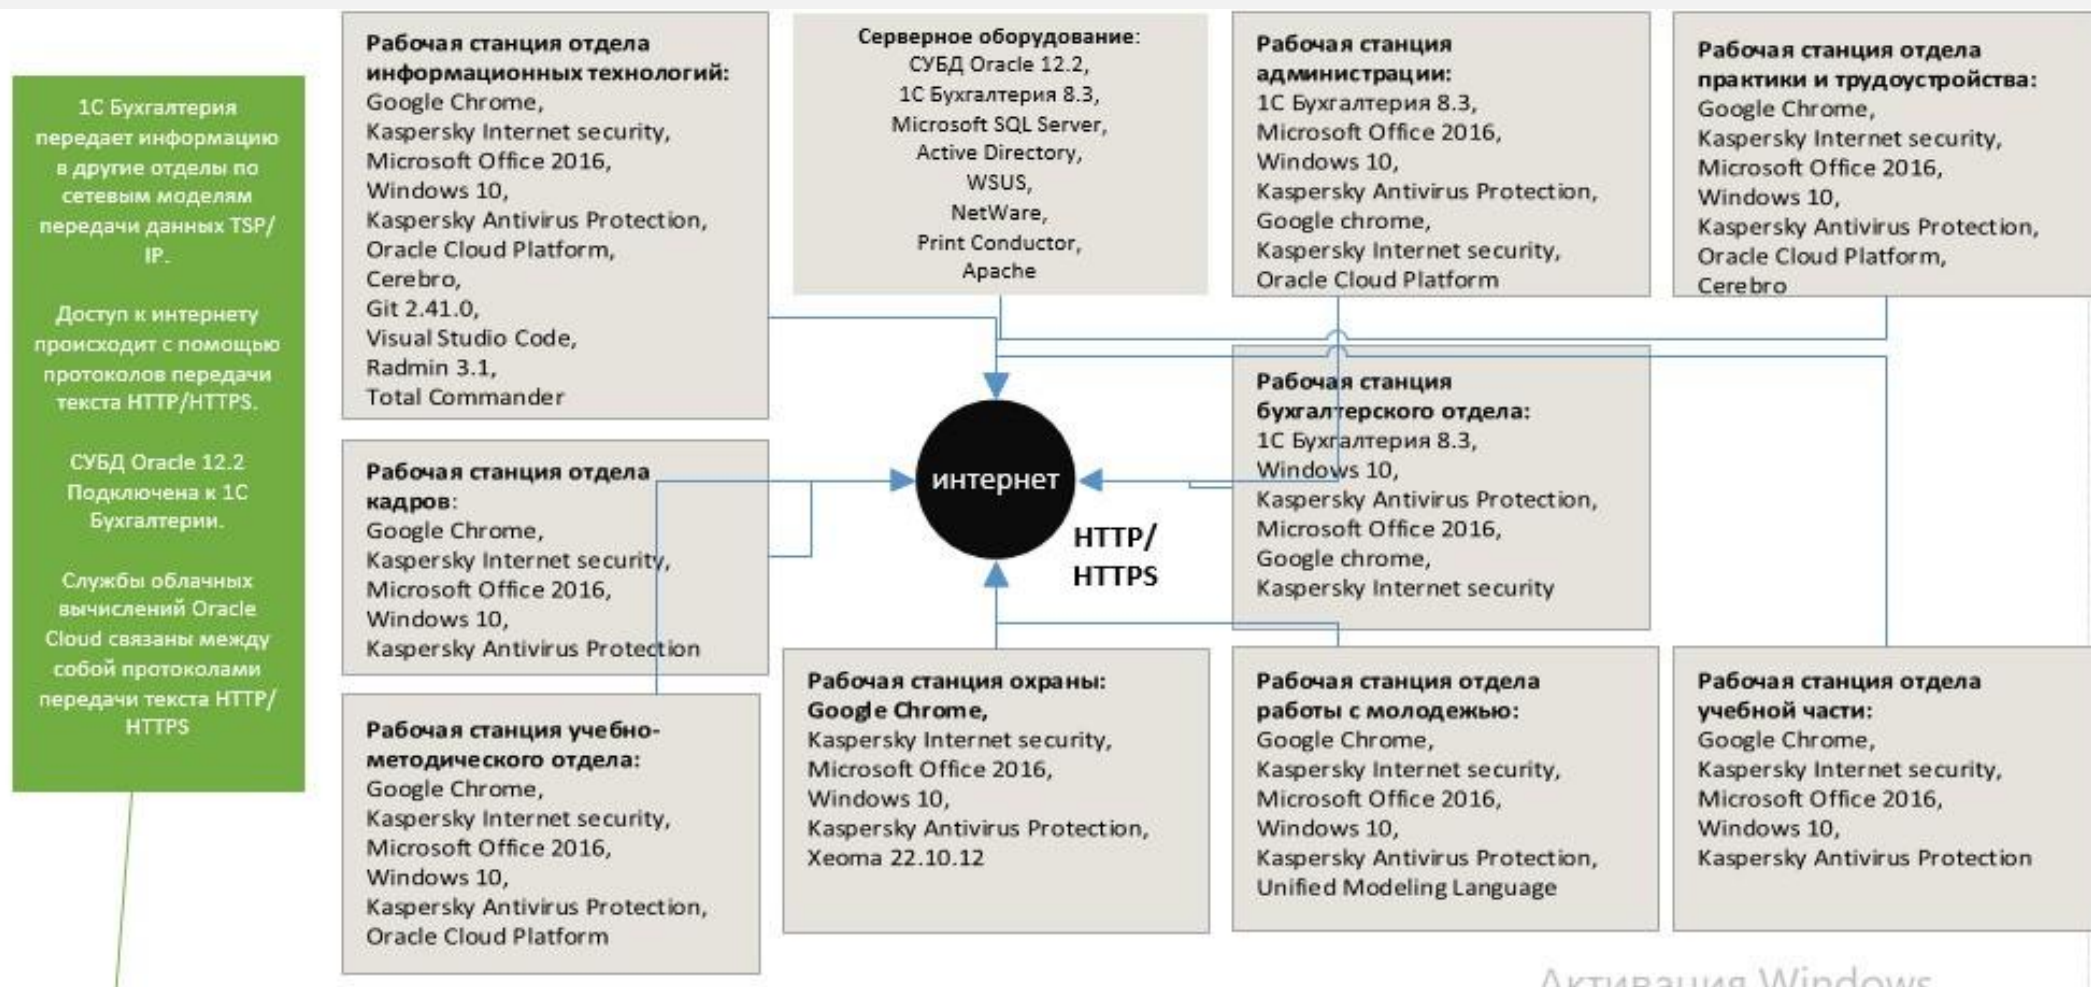 1С Бухгалтерия
передает информацию
в другие отделы по
сетевым моделям
передачи данных TSP/
IP.
Доступ к интернету
происходит с помощью
протоколов передачи
текста HTTP/HTTPS.
СУБД Oracle 12.2
Подключена к 1С
Бухгалтерии.
Службы облачных
вычислений Oracle
Cloud связаны между
собой протоколами
передачи текста HTTP/
HTTPS
Рабочая станция отдела
информационных технологий:
Google Chrome,
Kaspersky Internet security,
Microsoft Office 2016,
Windows 10,
Kaspersky Antivirus Protection,
Oracle Cloud Platform,
Cerebro,
Git 2.41.0,
Visual Studio Code,
Radmin 3.1,
Total Commander
Серверное оборудование:
СУБД Oracle 12.2,
1С Бухгалтерия 8.3,
Microsoft SQL Server,
Active Directory,
WSUS,
NetWare,
Print Conductor,
Apache
Рабочая станция
администрации:
1С Бухгалтерия 8.3,
Microsoft Office 2016,
Windows 10,
Kaspersky Antivirus Protection,
Google chrome,
Kaspersky Internet security,
Oracle Cloud Platform
Рабочая станция отдела
практики и трудоустройства:
Google Chrome,
Kaspersky Internet security,
Microsoft Office 2016,
Windows 10,
Kaspersky Antivirus Protection,
Oracle Cloud Platform,
Cerebro
Рабочая станция отдела
кадров:
Google Chrome,
Kaspersky Internet security,
Microsoft Office 2016,
Windows 10,
Kaspersky Antivirus Protection
интернет
HTTP/
HTTPS
Рабочая станция
бухгалтерского отдела:
1С Бухгалтерия 8.3,
Windows 10,
Kaspersky Antivirus Protection,
Microsoft Office 2016,
Google chrome,
Kaspersky Internet security
Рабочая станция учебно-
методического отдела:
Google Chrome,
Kaspersky Internet security,
Microsoft Office 2016,
Windows 10,
Kaspersky Antivirus Protection,
Oracle Cloud Platform
Рабочая станция охраны:
Google Chrome,
Kaspersky Internet security,
Microsoft Office 2016,
Windows 10,
Kaspersky Antivirus Protection,
Xeoma 22.10.12
Рабочая станция отдела
работы с молодежью:
Google Chrome,
Kaspersky Internet security,
Microsoft Office 2016,
Windows 10,
Kaspersky Antivirus Protection,
Unified Modeling Language
Рабочая станция отдела
учебной части:
Google Chrome,
Kaspersky Internet security,
Microsoft Office 2016,
Windows 10,
Kaspersky Antivirus Protection
Активация Windows